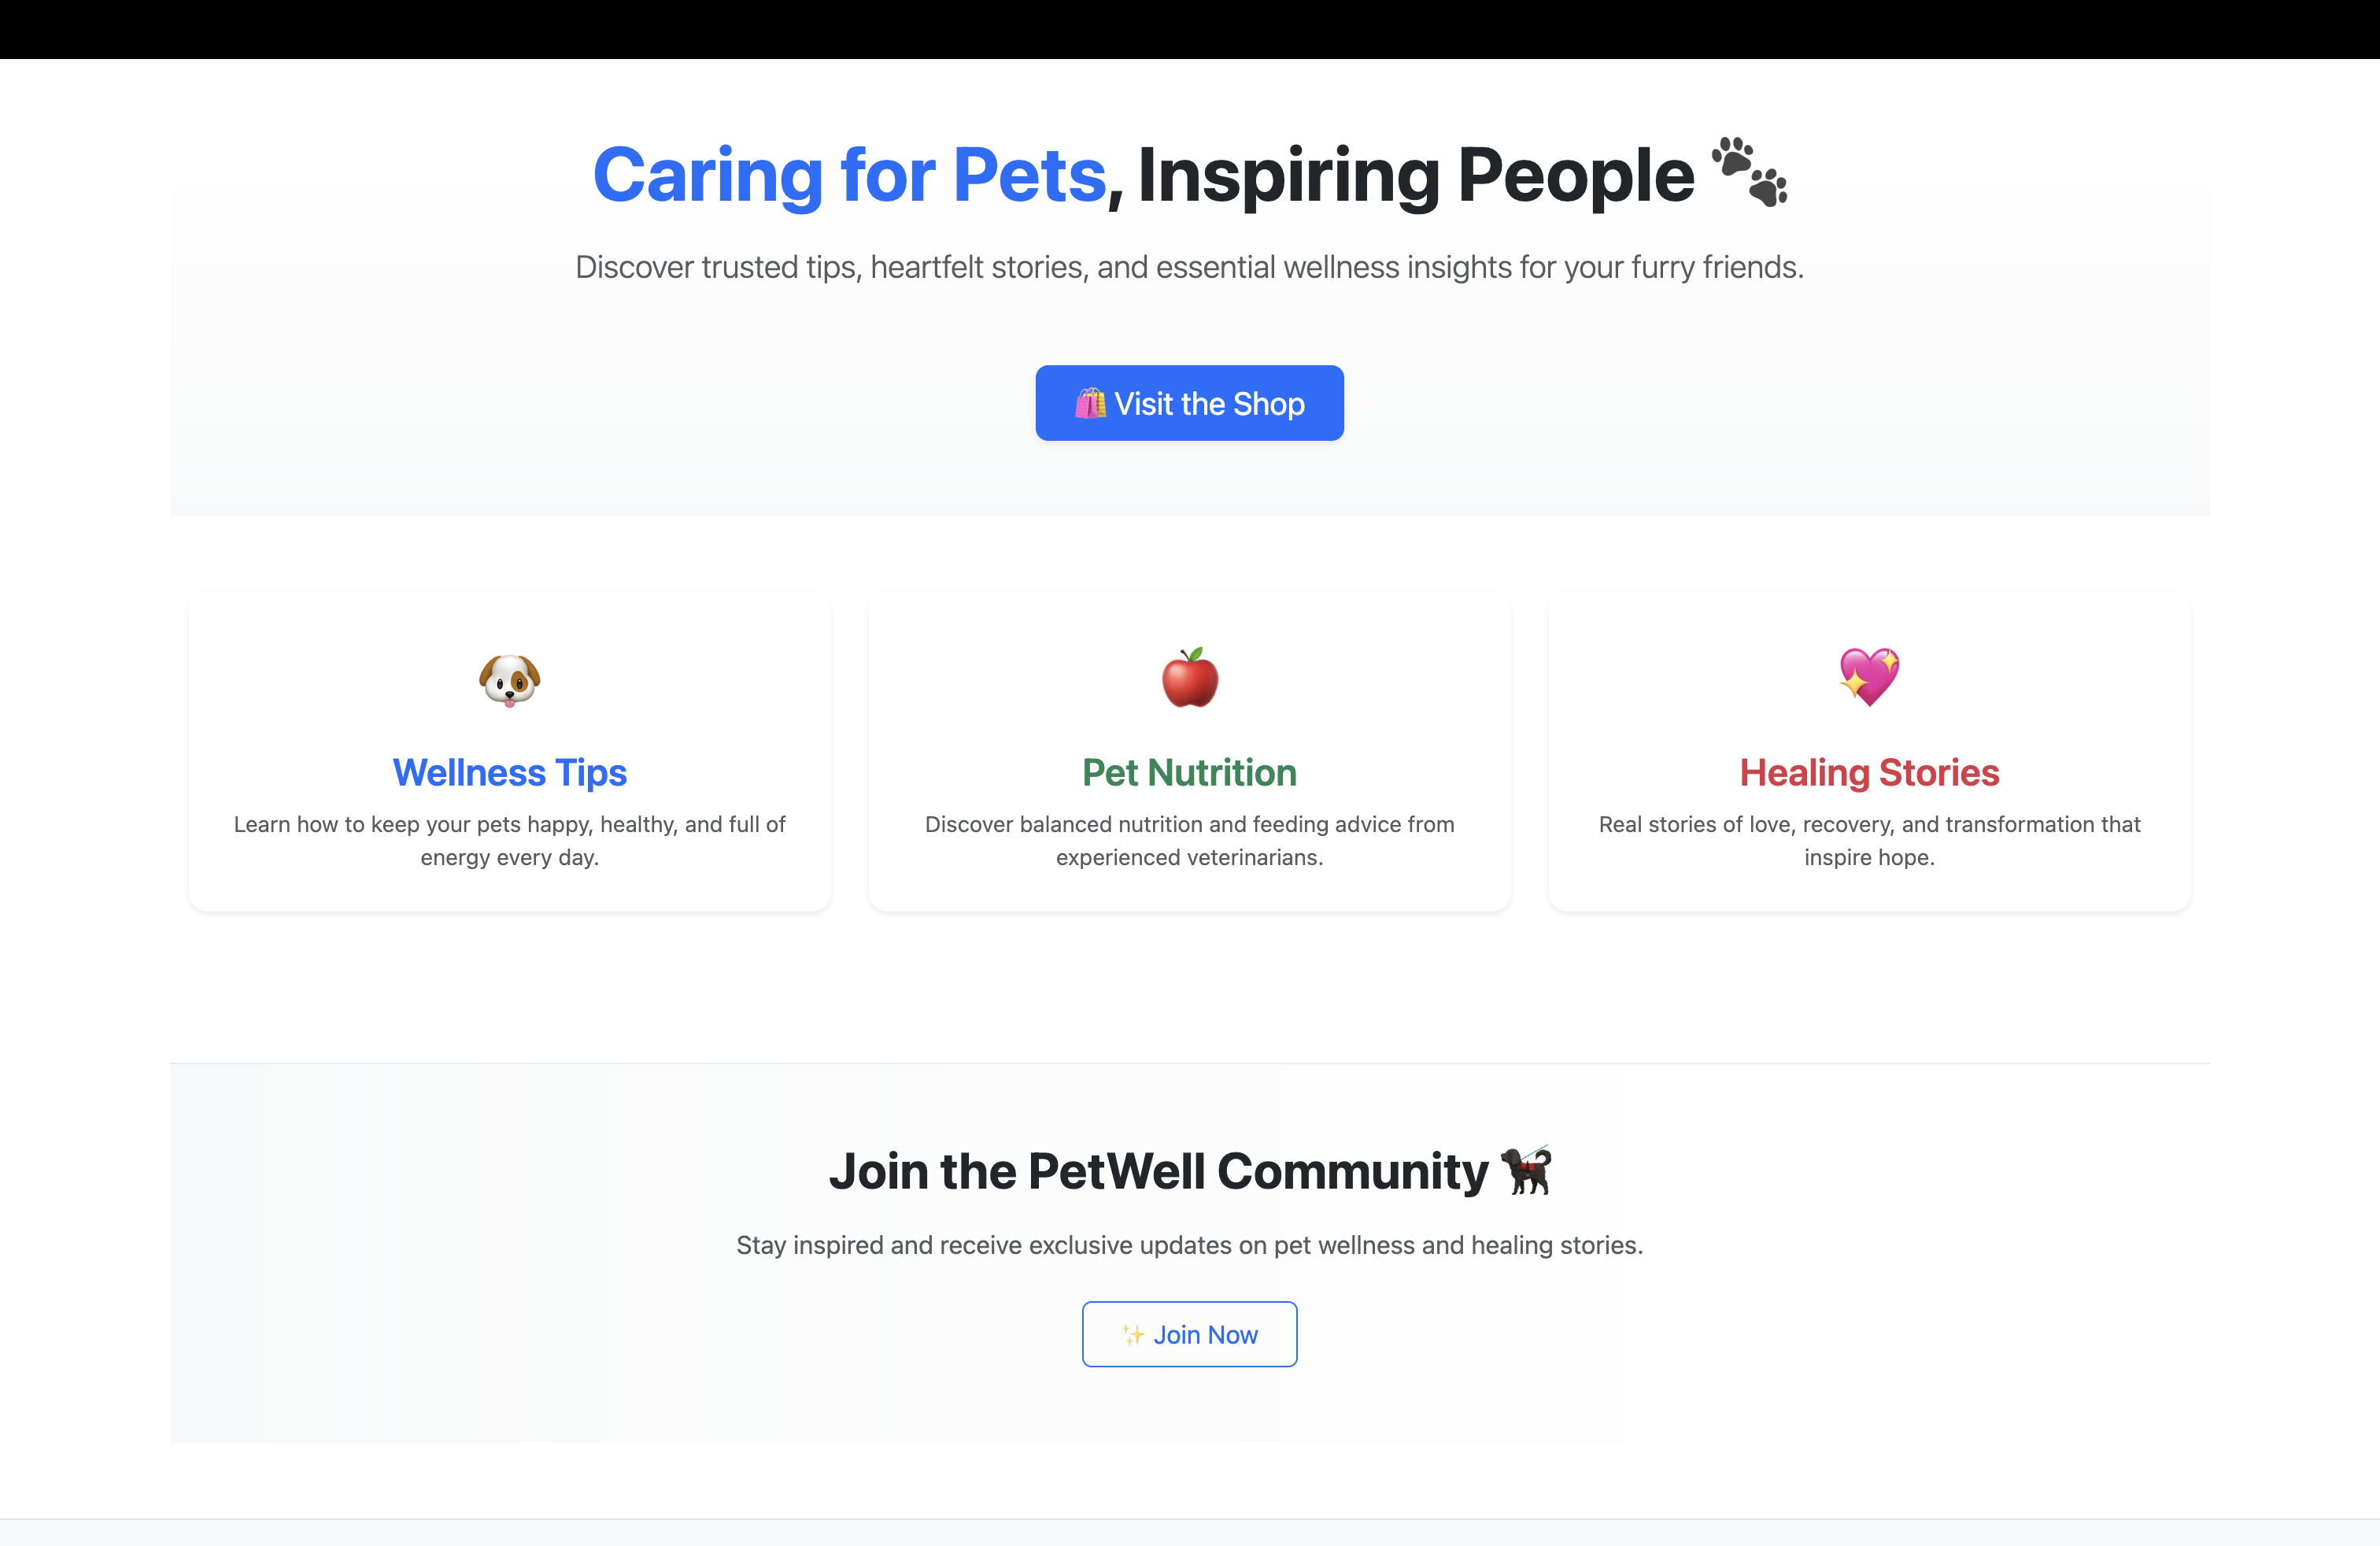 Caring for Pets, Inspiring People 🐾
Discover trusted tips, heartfelt stories, and essential wellness insights for your furry friends.
🛍️ Visit the Shop
Wellness Tips
Learn how to keep your pets happy, healthy, and full of
energy every day.
Pet Nutrition
Discover balanced nutrition and feeding advice from
experienced veterinarians.
Healing Stories
Real stories of love, recovery, and transformation that
inspire hope.
Join the PetWell Community 🐕‍🦺
Stay inspired and receive exclusive updates on pet wellness and healing stories.
✨ Join Now